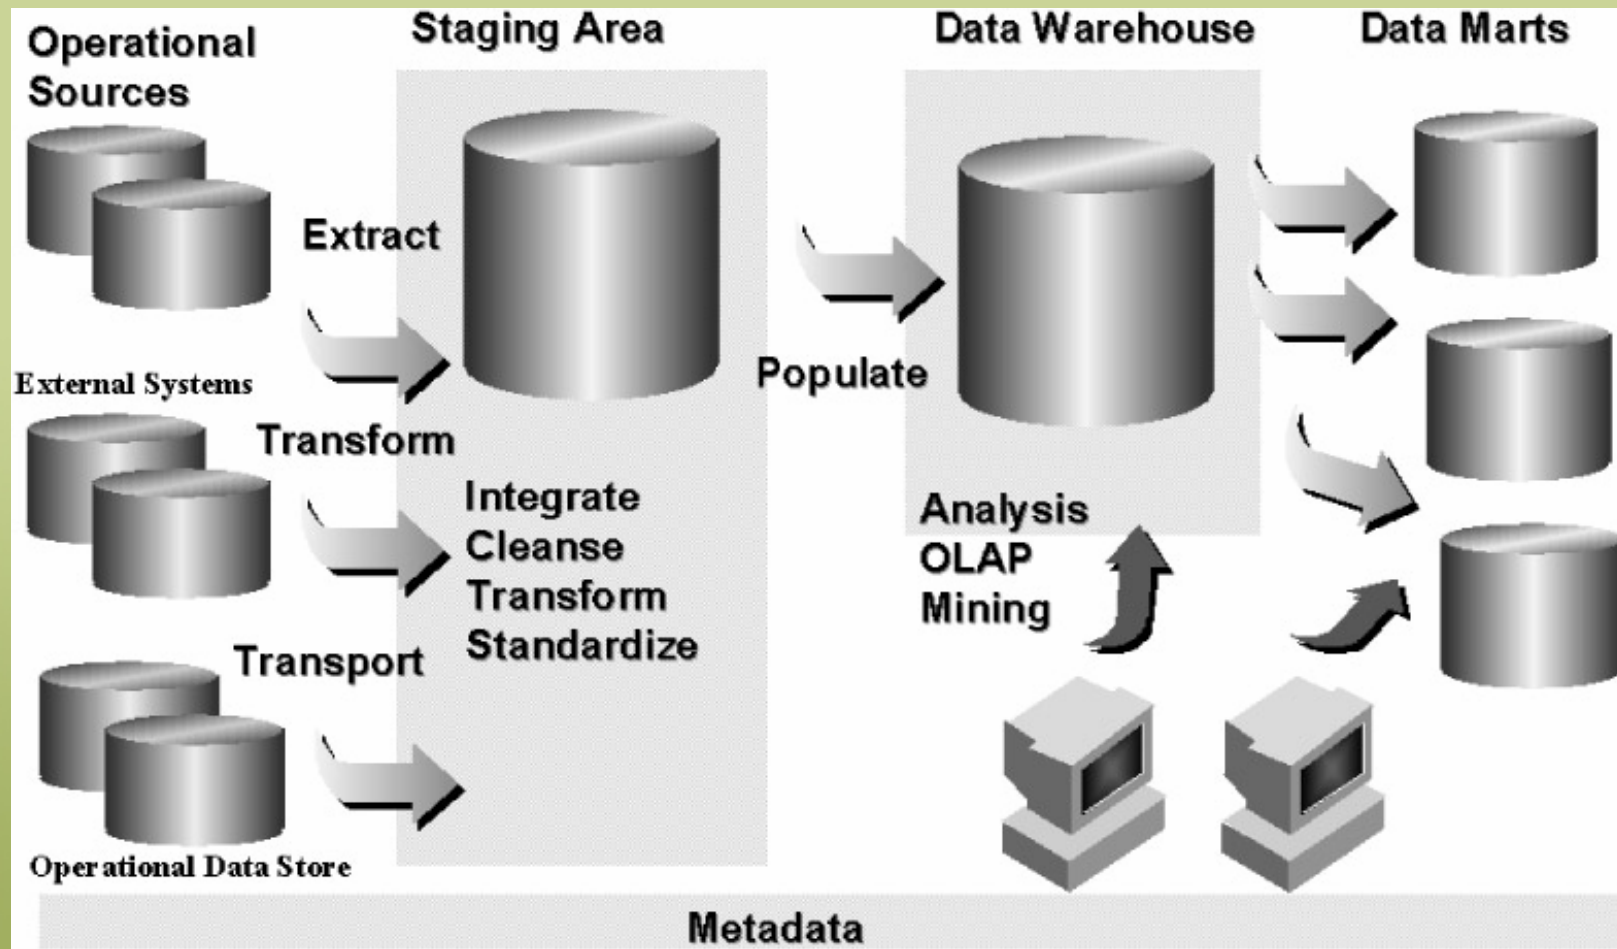 Operational
Sources
Staging Area
Data Warehouse
Data Marts
Extract
External Systems
Transform
Populate
Integrate
Cleanse
Transform
Standardize
Transport
Analysis
OLAP
Mining
Operational Data Store
Metadata